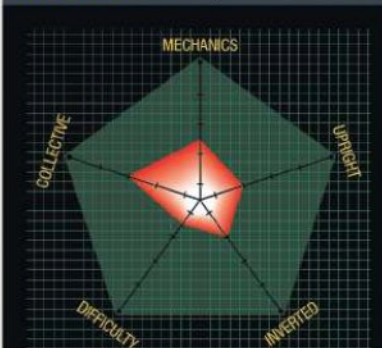 MECHANICS
UPRIGHT
COLLECTIVE
DIFFICULTY
INVERTED